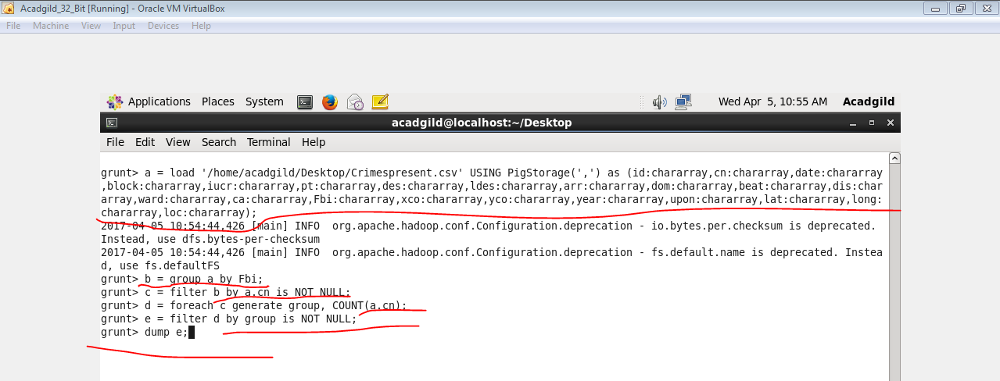 Acadgild_32_Bit [Running] - Oracle VM VirtualBox
File Machine View Input Devices Help
Applications Places System Wed Apr 5, 10:55 AM Acadgild
acadgild@localhost:~/Desktop
File Edit View Search Terminal Help
grunt> a = load '/home/acadgild/Desktop/Crimespresent.csv' USING PigStorage(',') as (id:chararray,cn:chararray,date:chararray
,block:chararray,iucr:chararray,pt:chararray,des:chararray,ldes:chararray,arr:chararray,dom:chararray,beat:chararray,dis:char
array,ward:chararray,ca:chararray,Fbi:chararray,xco:chararray,yco:chararray,year:chararray,upon:chararray,lat:chararray,long:
chararray,loc:chararray);
2017-04-05 10:54:44,426 [main] INFO  org.apache.hadoop.conf.Configuration.deprecation - io.bytes.per.checksum is deprecated.
Instead, use dfs.bytes-per-checksum
2017-04-05 10:54:44,426 [main] INFO  org.apache.hadoop.conf.Configuration.deprecation - fs.default.name is deprecated. Instea
d, use fs.defaultFS
grunt> b = group a by Fbi;
grunt> c = filter b by a.cn is NOT NULL;
grunt> d = foreach c generate group, COUNT(a.cn);
grunt> e = filter d by group is NOT NULL;
grunt> dump e;